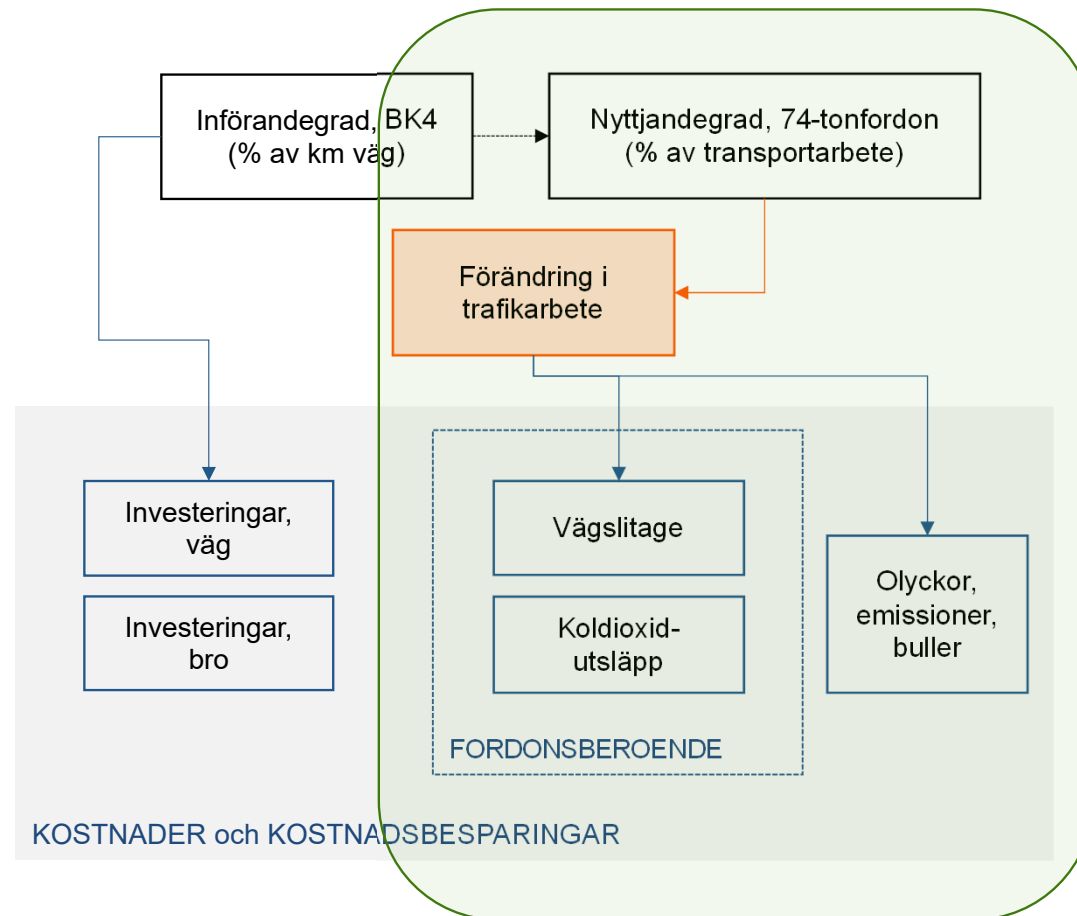 Införandegrad, BK4
(% av km väg)
Nyttjandegrad, 74-tonfordon
(% av transportarbete)
Förändring i
trafikarbete
Investeringar,
väg
Investeringar,
bro
Vägslitage
Koldioxid-
utsläpp
FORDONSBEROENDE
Olyckor,
emissioner,
buller
KOSTNADER och KOSTNADSBESPARINGAR